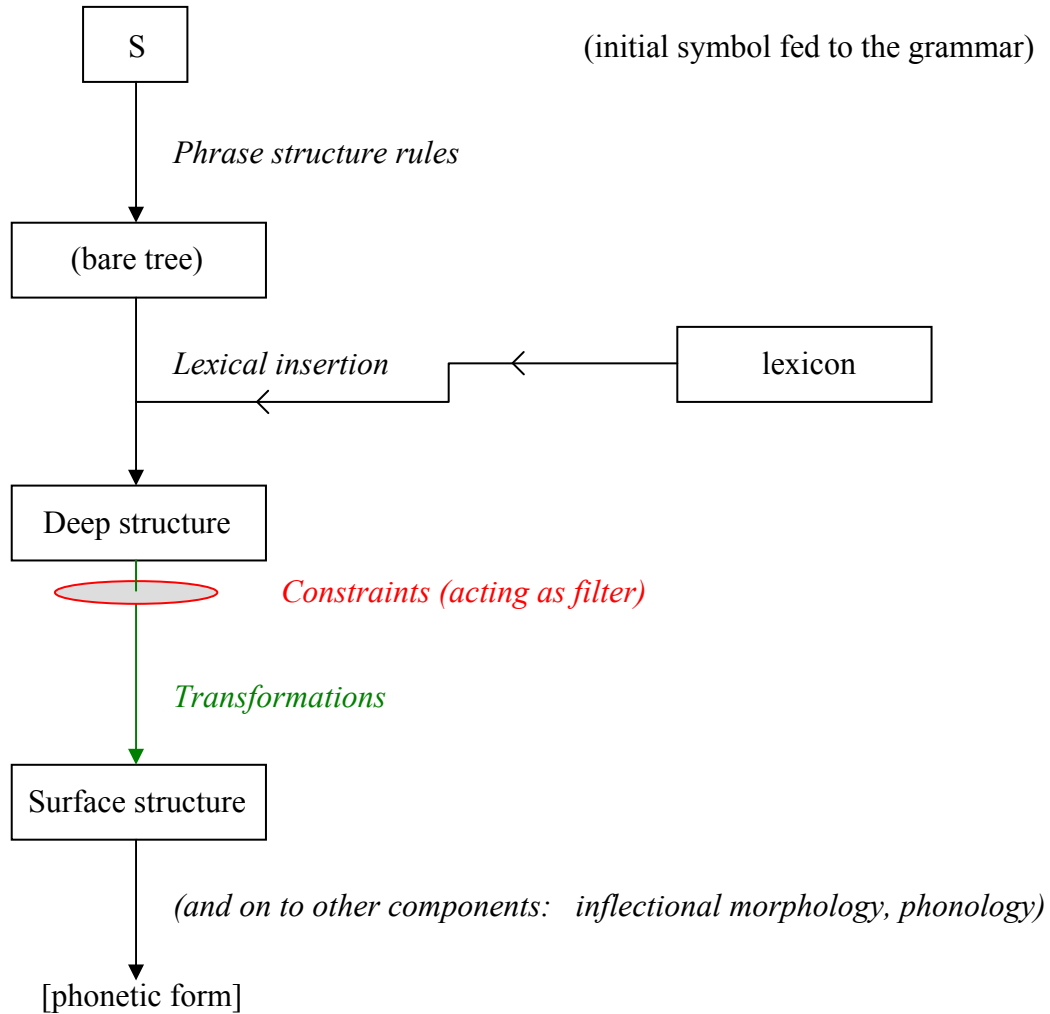 S
(initial symbol fed to the grammar)
Phrase structure rules
(bare tree)
Lexical insertion
lexicon
Deep structure
Constraints (acting as filter)
Transformations
Surface structure
(and on to other components:   inflectional morphology, phonology)
[phonetic form]